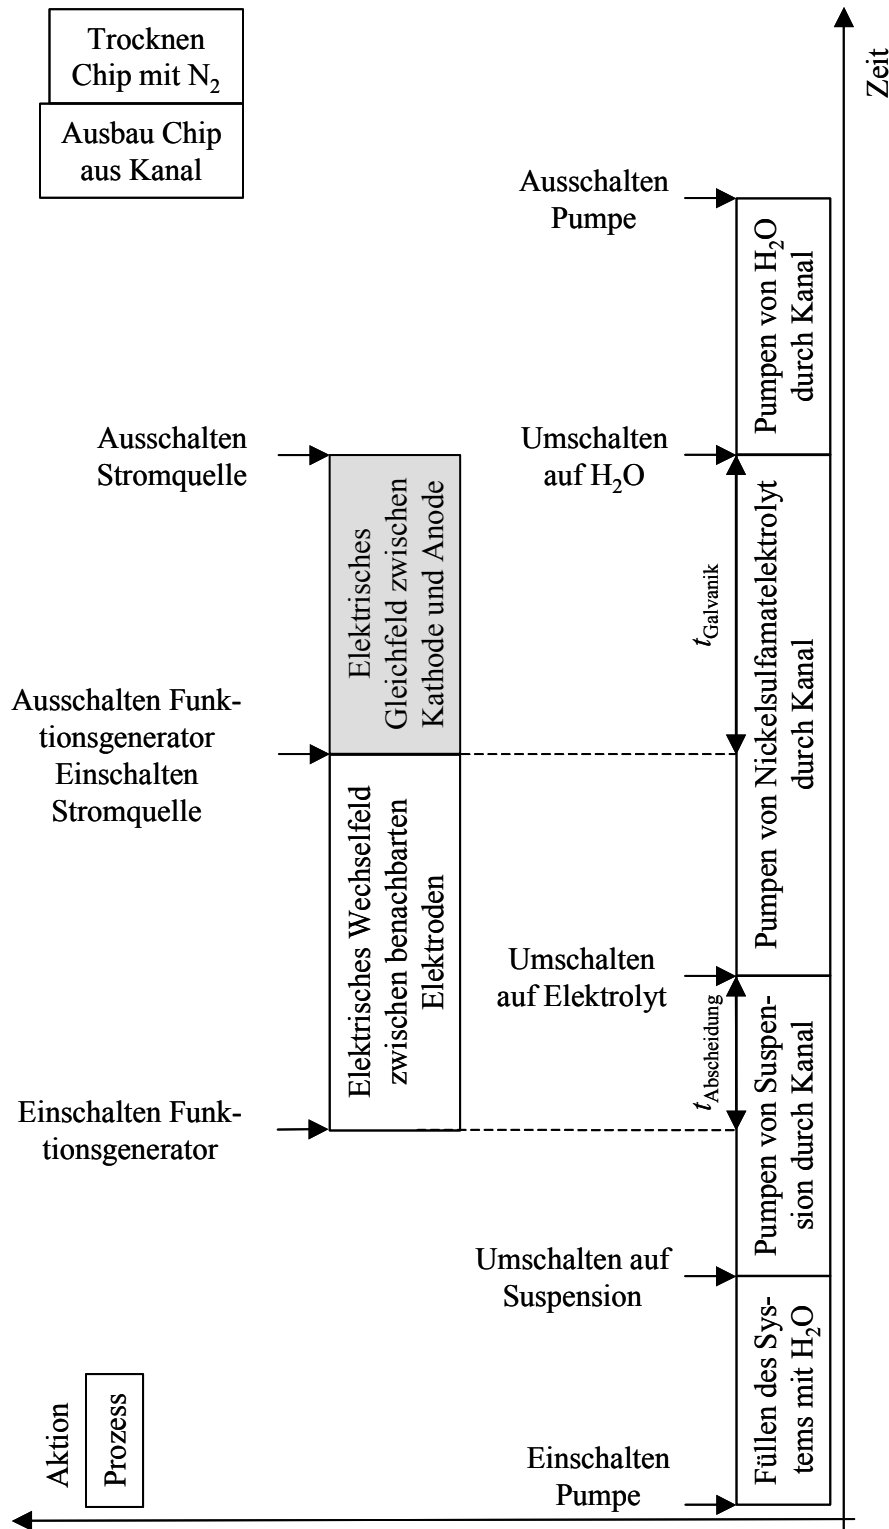 Trocknen
Chip mit N₂
Ausbau Chip
aus Kanal
Zeit
Ausschalten
Pumpe
Pumpen von H₂O
durch Kanal
Ausschalten
Stromquelle
Umschalten
auf H₂O
Elektrisches
Gleichfeld zwischen
Kathode und Anode
t_Galvanik
Pumpen von Nickelsulfamatelektrolyt
durch Kanal
Ausschalten Funk-
tionsgenerator
Einschalten
Stromquelle
Elektrisches Wechselfeld
zwischen benachbarten
Elektroden
Umschalten
auf Elektrolyt
t_Abscheidung
Pumpen von Suspen-
sion durch Kanal
Einschalten Funk-
tionsgenerator
Umschalten auf
Suspension
Füllen des Sys-
tems mit H₂O
Aktion
Prozess
Einschalten
Pumpe